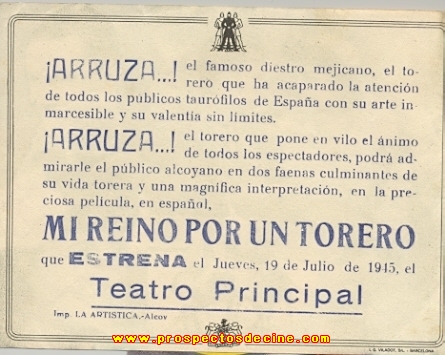 ¡ARRUZA...! el famoso diestro mejicano, el to-
rero que ha acaparado la atención
de todos los publicos taurófilos de España con su arte in-
marcesible y su valentía sin límites.
¡ARRUZA...! el torero que pone en vilo el ánimo
de todos los espectadores, podrá ad-
mirarle el público alcoyano en dos faenas culminantes de
su vida torera y una magnífica interpretación, en la pre-
ciosa película, en español,
MI REINO POR UN TORERO
que ESTRENA el Jueves, 19 de Julio de 1945, el
Teatro Principal
Imp. LA ARTISTICA.-Alcoy
www.prospectosdecine.com
I. G. VILADOT, S.L. - BARCELONA